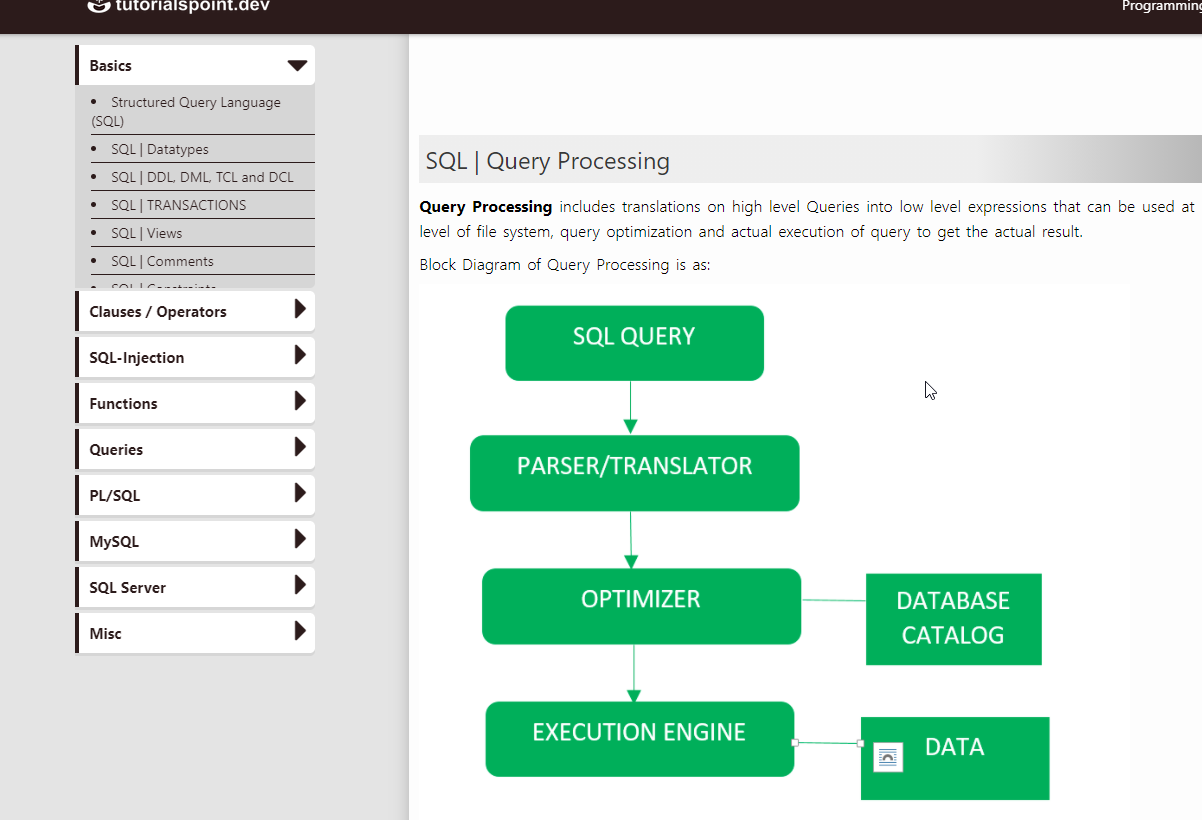 tutorialspoint.dev
Programming
Basics
• Structured Query Language
(SQL)
• SQL | Datatypes
• SQL | DDL, DML, TCL and DCL
• SQL | TRANSACTIONS
• SQL | Views
• SQL | Comments
• SQL | Constraints
Clauses / Operators
SQL-Injection
Functions
Queries
PL/SQL
MySQL
SQL Server
Misc
SQL | Query Processing
Query Processing includes translations on high level Queries into low level expressions that can be used at
level of file system, query optimization and actual execution of query to get the actual result.
Block Diagram of Query Processing is as:
SQL QUERY
PARSER/TRANSLATOR
OPTIMIZER
DATABASE
CATALOG
EXECUTION ENGINE
DATA